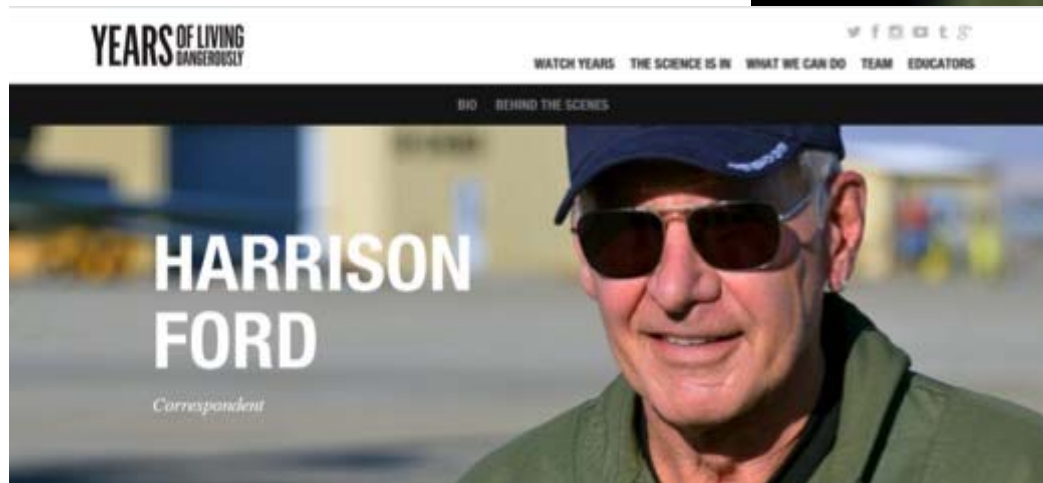 YEARS OF LIVING DANGEROUSLY
WATCH YEARS THE SCIENCE IS IN WHAT WE CAN DO TEAM EDUCATORS
BIO BEHIND THE SCENES
HARRISON
FORD
Correspondent